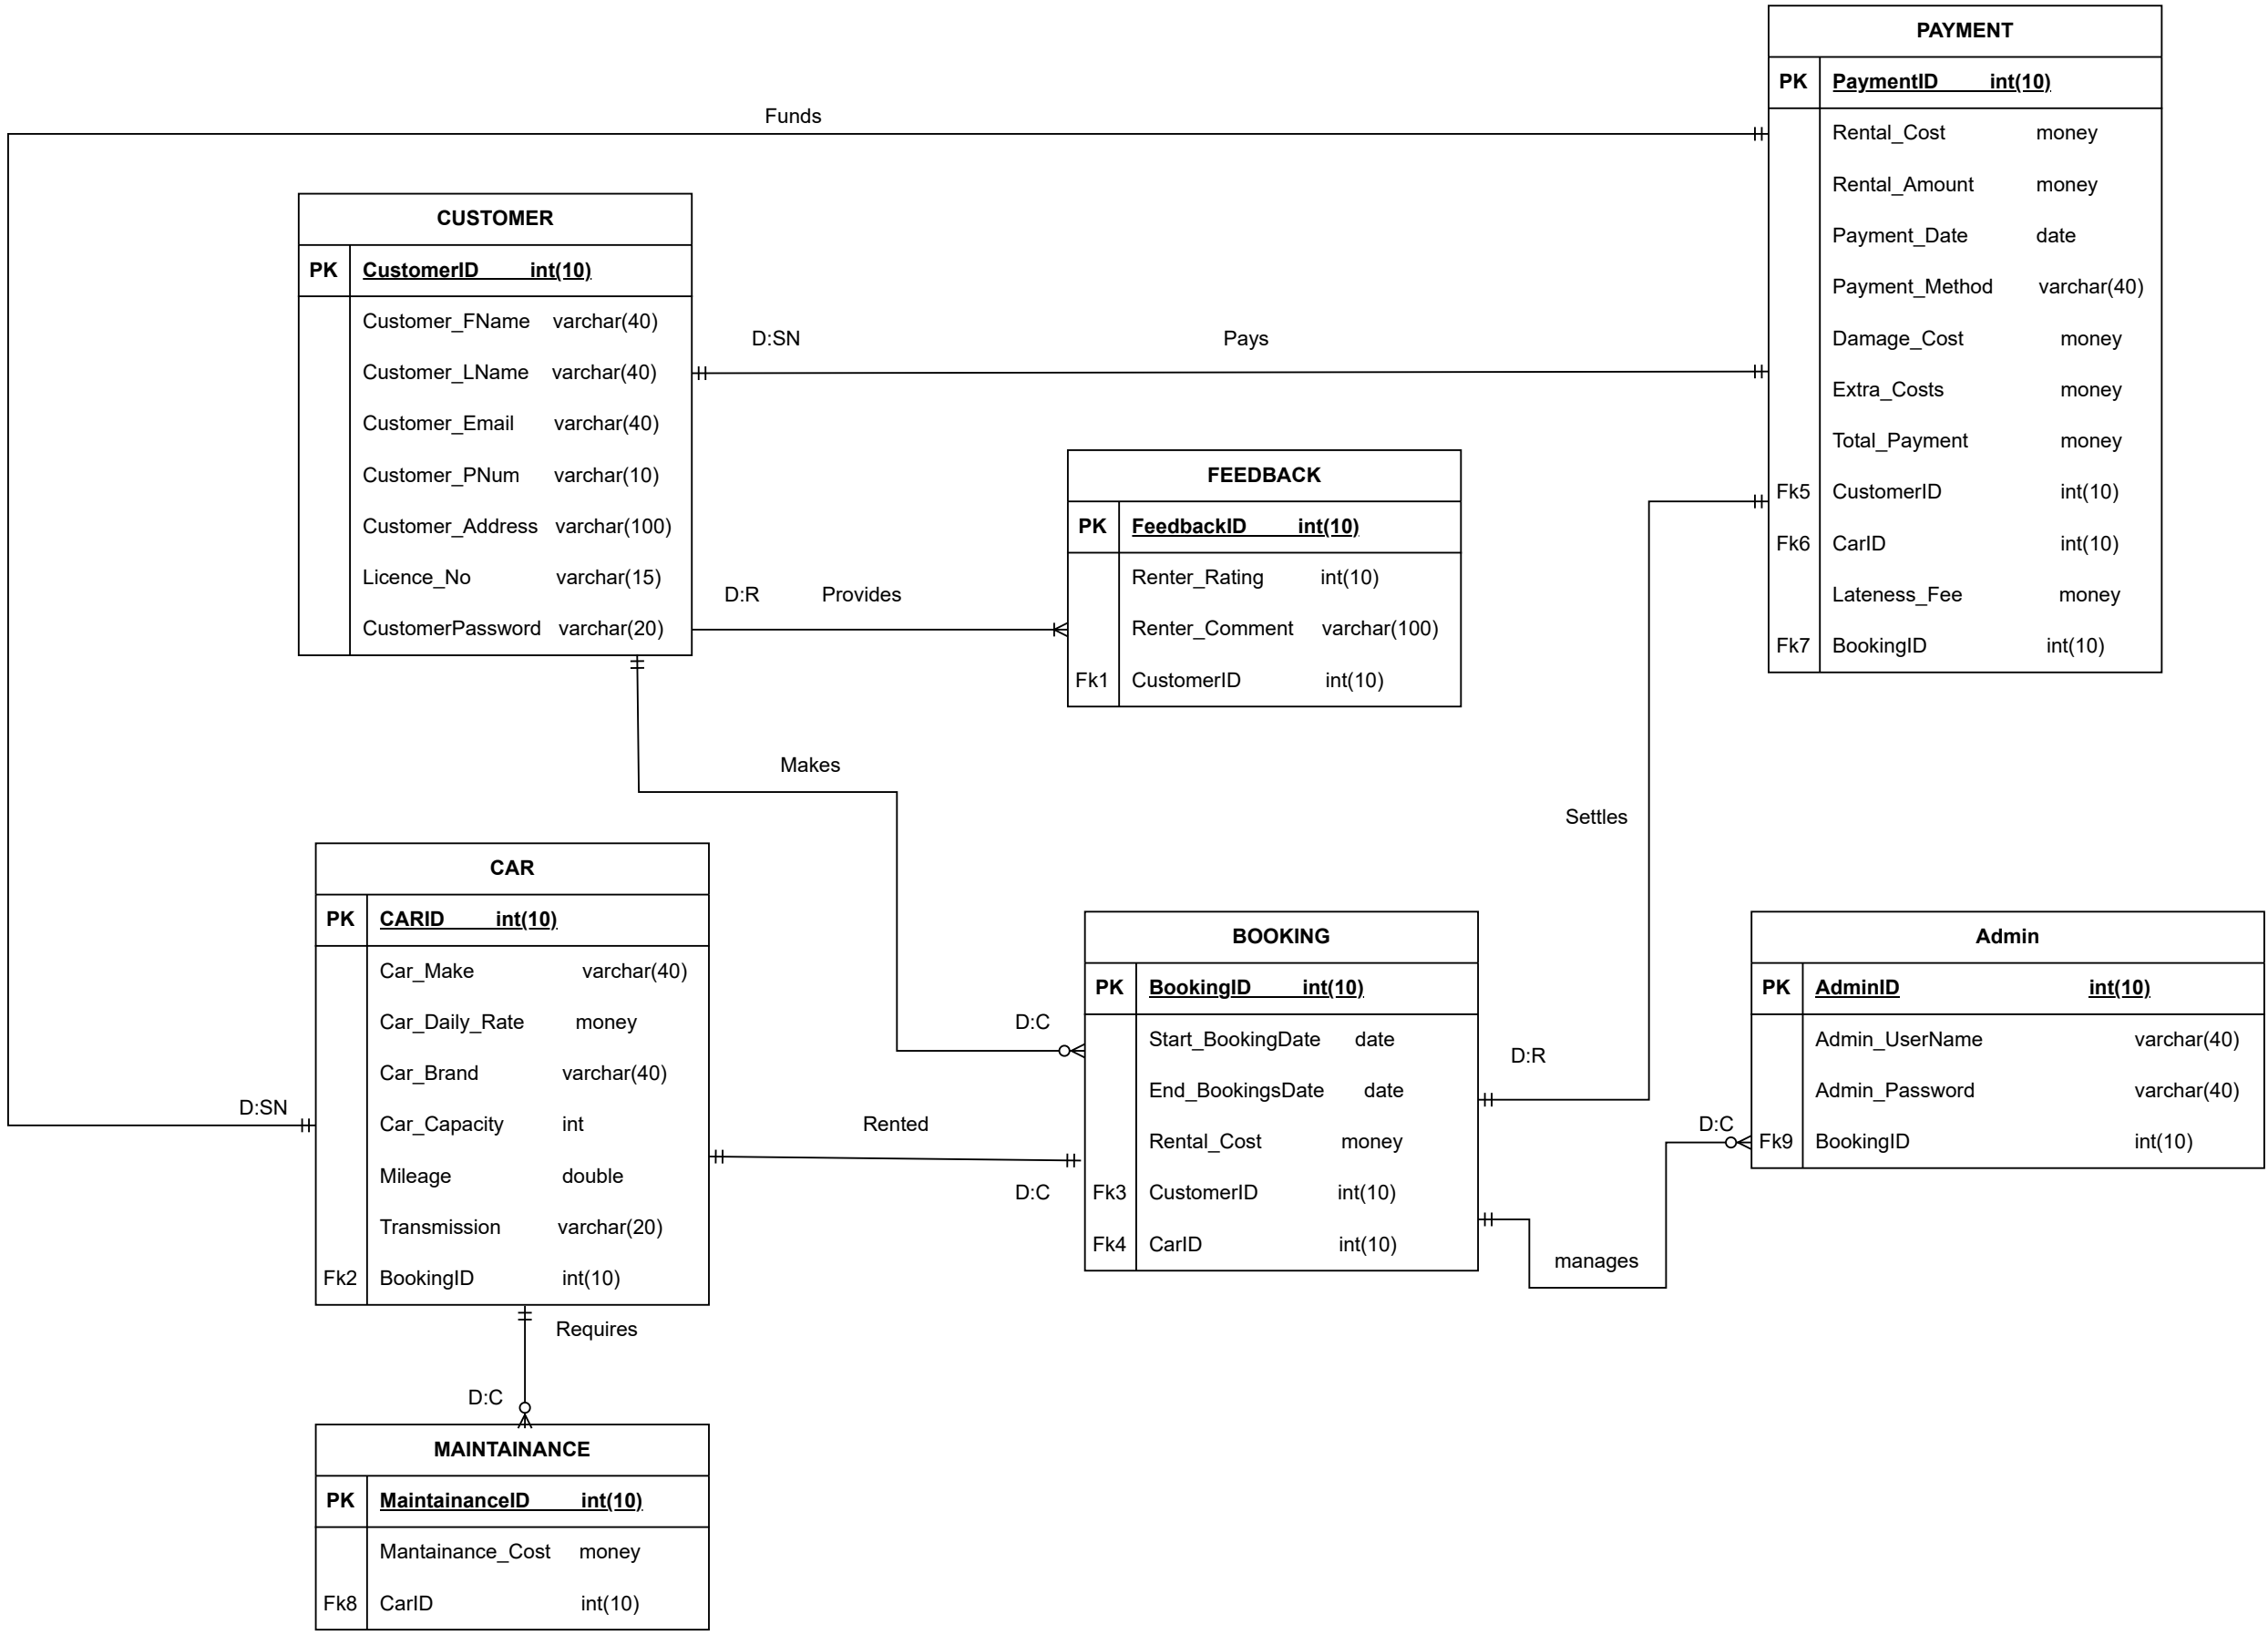 PAYMENT
PK PaymentID int(10)
Rental_Cost money
Rental_Amount money
Payment_Date date
Payment_Method varchar(40)
Damage_Cost money
Extra_Costs money
Total_Payment money
Fk5 CustomerID int(10)
Fk6 CarID int(10)
Lateness_Fee money
Fk7 BookingID int(10)
Funds
CUSTOMER
PK CustomerID int(10)
Customer_FName varchar(40)
Customer_LName varchar(40)
Customer_Email varchar(40)
Customer_PNum varchar(10)
Customer_Address varchar(100)
Licence_No varchar(15)
CustomerPassword varchar(20)
D:SN Pays
FEEDBACK
PK FeedbackID int(10)
Renter_Rating int(10)
Renter_Comment varchar(100)
Fk1 CustomerID int(10)
D:R Provides
Makes
Settles
CAR
PK CARID int(10)
Car_Make varchar(40)
Car_Daily_Rate money
Car_Brand varchar(40)
Car_Capacity int
Mileage double
Transmission varchar(20)
Fk2 BookingID int(10)
D:SN
D:C
Rented
D:C
BOOKING
PK BookingID int(10)
Start_BookingDate date
End_BookingsDate date
Rental_Cost money
Fk3 CustomerID int(10)
Fk4 CarID int(10)
D:R
D:C
manages
Admin
PK AdminID int(10)
Admin_UserName varchar(40)
Admin_Password varchar(40)
Fk9 BookingID int(10)
Requires
D:C
MAINTAINANCE
PK MaintainanceID int(10)
Mantainance_Cost money
Fk8 CarID int(10)